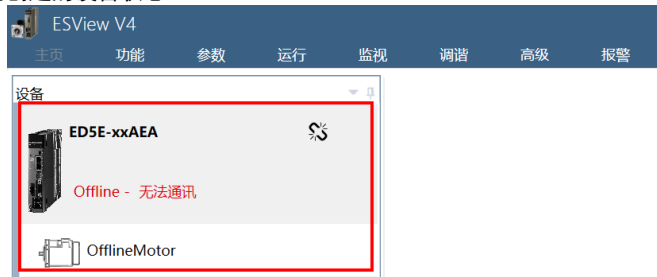 ESView V4
主页 功能 参数 运行 监视 调谐 高级 报警
设备
ED5E-xxAEA
Offline - 无法通讯
OfflineMotor